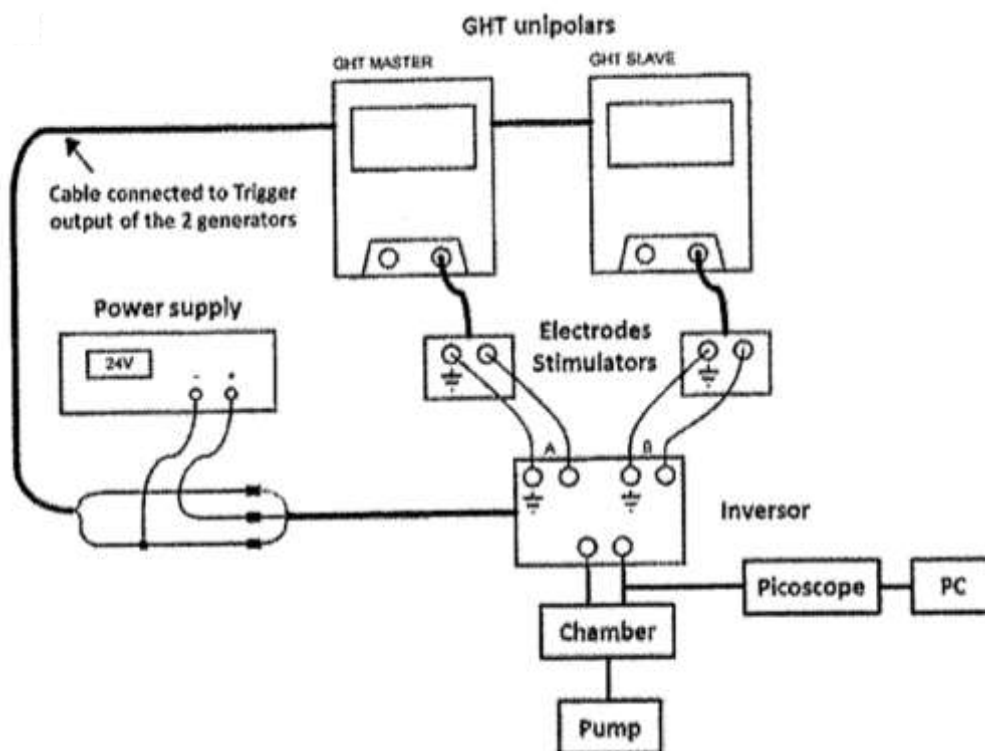 GHT unipolars
GHT MASTER
GHT SLAVE
Cable connected to Trigger
output of the 2 generators
Power supply
24V
- +
Electrodes
Stimulators
A
B
Inversor
Picoscope
PC
Chamber
Pump